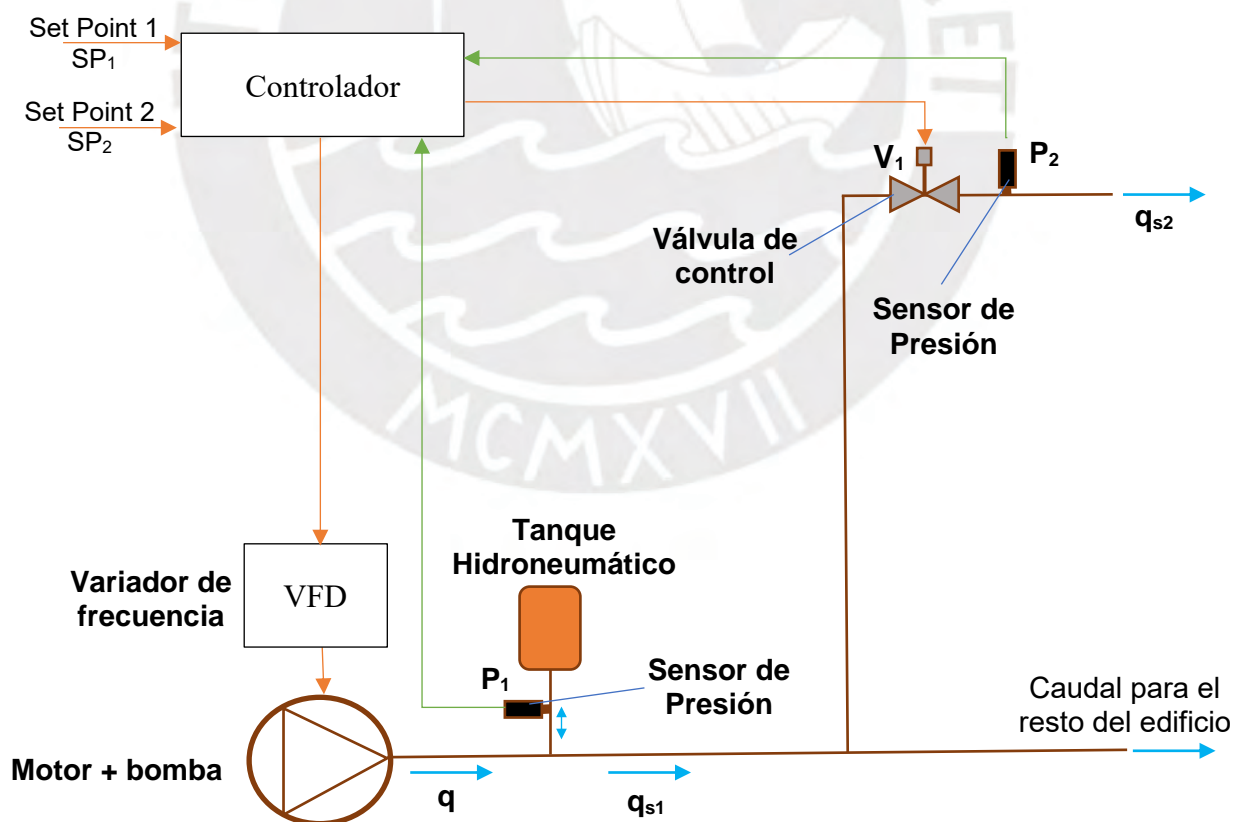 Set Point 1
SP1
Set Point 2
SP2
Controlador
V1
P2
qs2
Válvula de
control
Sensor de
Presión
MCMXVII
Tanque
Hidroneumático
Variador de
frecuencia
VFD
P1
Sensor de
Presión
Caudal para el
resto del edificio
Motor + bomba
q
qs1